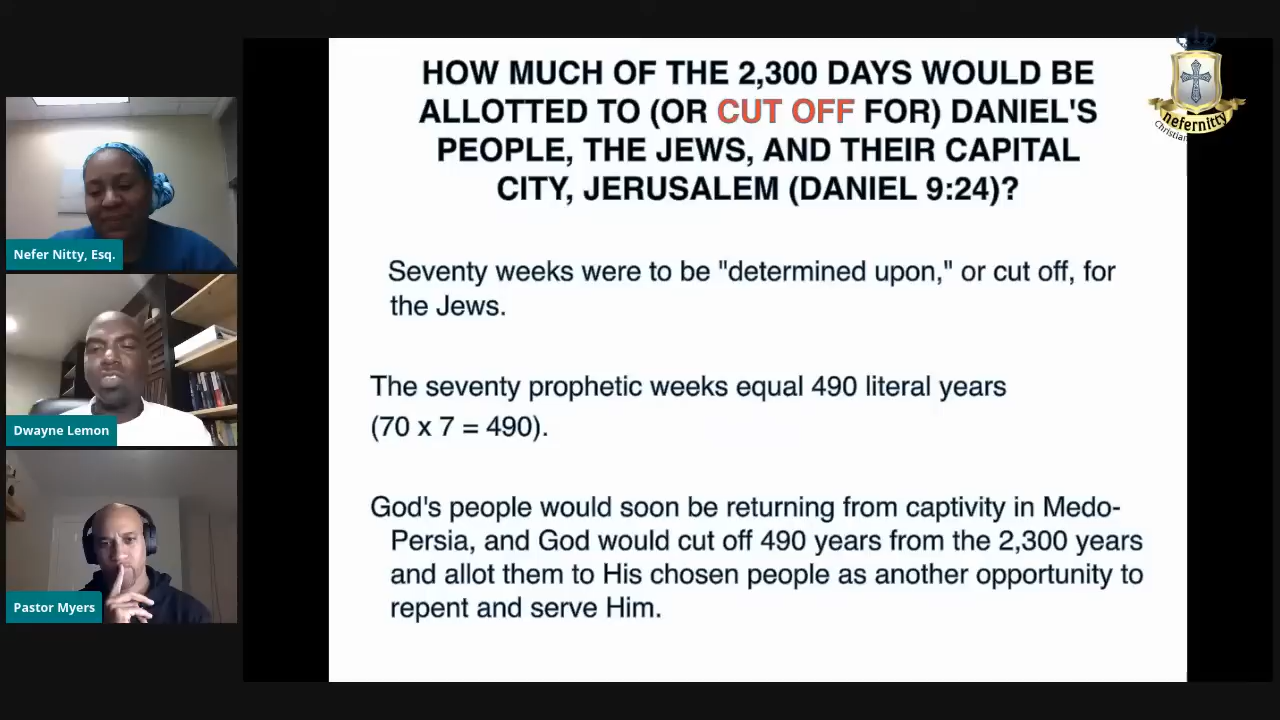 HOW MUCH OF THE 2,300 DAYS WOULD BE
ALLOTTED TO (OR CUT OFF FOR) DANIEL'S
PEOPLE, THE JEWS, AND THEIR CAPITAL
CITY, JERUSALEM (DANIEL 9:24)?
Seventy weeks were to be "determined upon," or cut off, for
the Jews.
The seventy prophetic weeks equal 490 literal years
(70 x 7 = 490).
God's people would soon be returning from captivity in Medo-
Persia, and God would cut off 490 years from the 2,300 years
and allot them to His chosen people as another opportunity to
repent and serve Him.
nefernitty
Christian
Nefer Nitty, Esq.
Dwayne Lemon
Pastor Myers